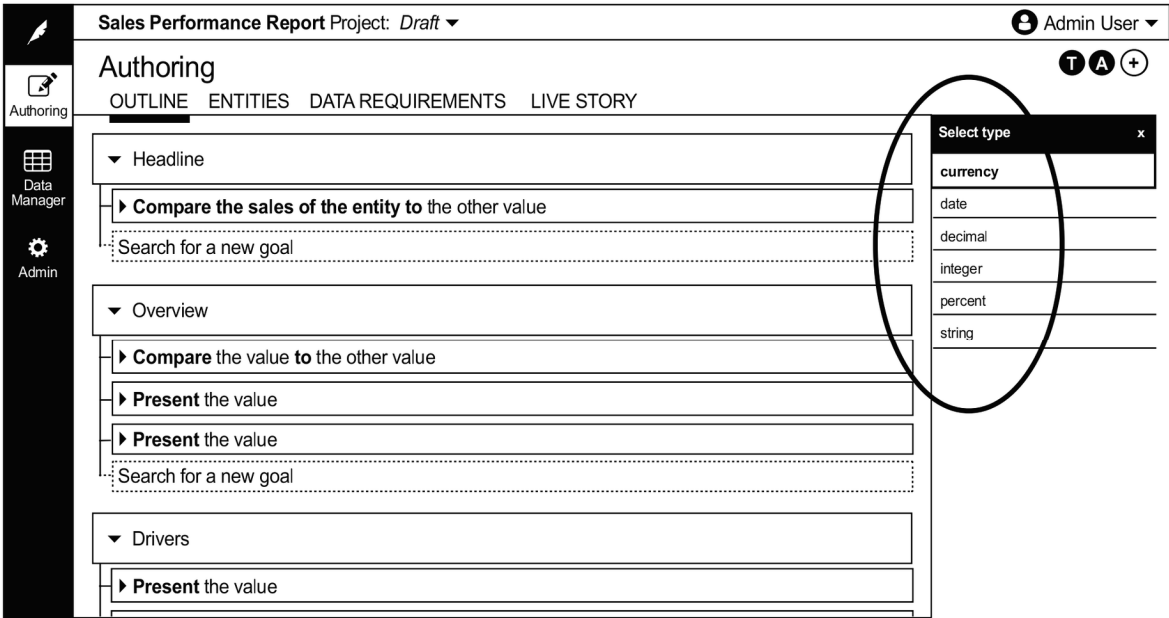 Sales Performance Report Project: Draft
Admin User
Authoring
Data
Manager
Admin
Authoring
T A +
OUTLINE ENTITIES DATA REQUIREMENTS LIVE STORY
Headline
Compare the sales of the entity to the other value
Search for a new goal
Overview
Compare the value to the other value
Present the value
Present the value
Search for a new goal
Drivers
Present the value
Select type x
currency
date
decimal
integer
percent
string